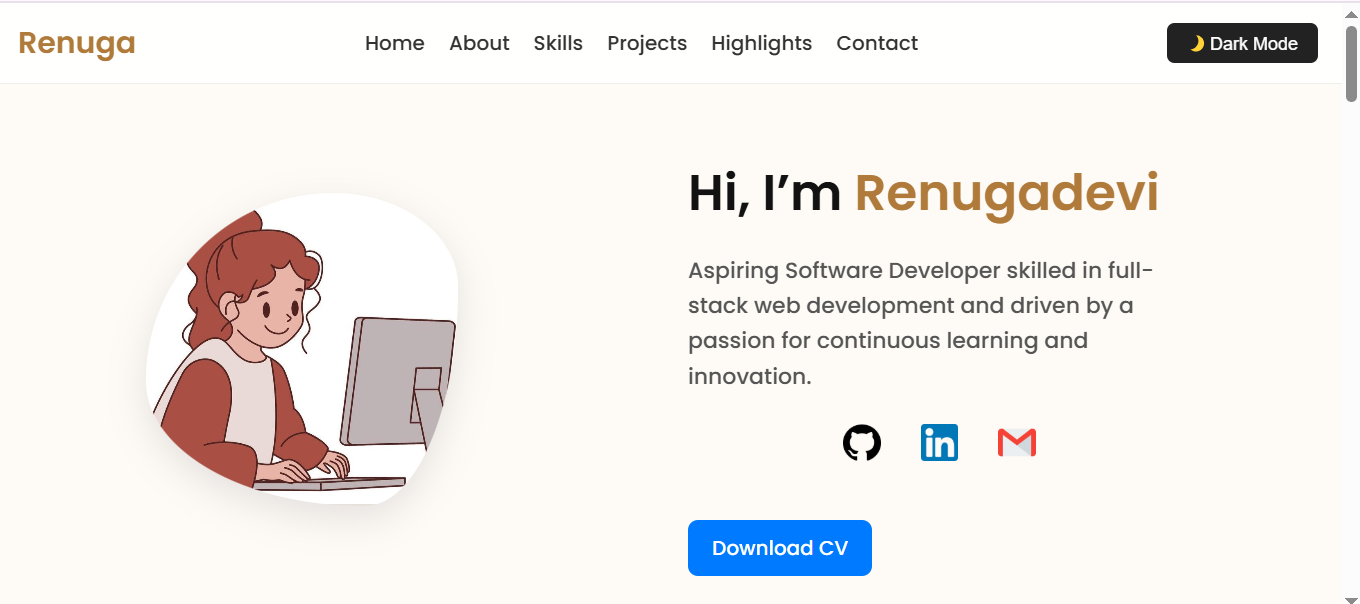 Renuga
Home About Skills Projects Highlights Contact
🌙 Dark Mode
Hi, I’m Renugadevi
Aspiring Software Developer skilled in full-
stack web development and driven by a
passion for continuous learning and
innovation.
in
Download CV